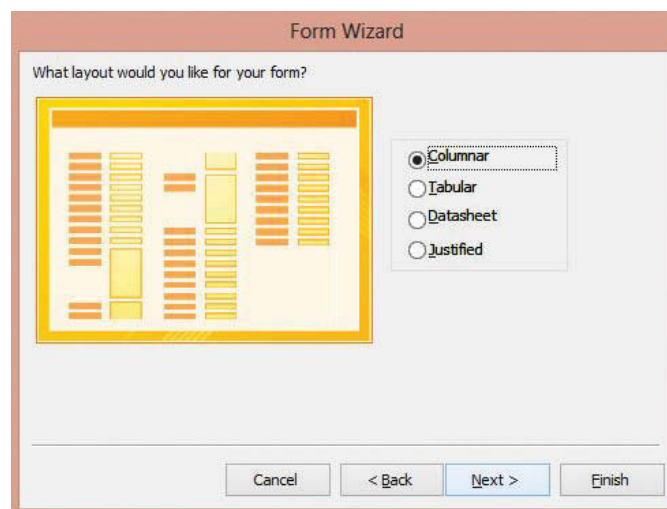 Form Wizard
What layout would you like for your form?
Columnar
Tabular
Datasheet
Justified
Cancel
< Back
Next >
Finish